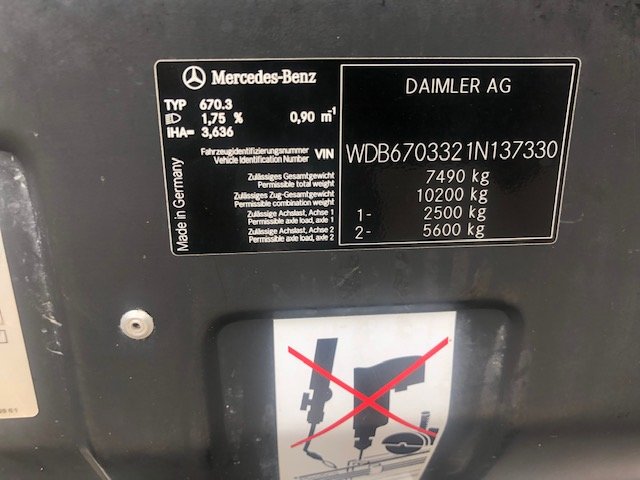 Mercedes-Benz
TYP 670.3
1,75 % 0,90 m⁻¹
IHA= 3,636
Made in Germany
DAIMLER AG
Fahrzeugidentifizierungsnummer
Vehicle Identification Number VIN WDB6703321N137330
Zulässiges Gesamtgewicht
Permissible total weight 7490 kg
Zulässiges Zug-Gesamtgewicht
Permissible combination weight 10200 kg
Zulässige Achslast, Achse 1
Permissible axle load, axle 1 1- 2500 kg
Zulässige Achslast, Achse 2
Permissible axle load, axle 2 2- 5600 kg